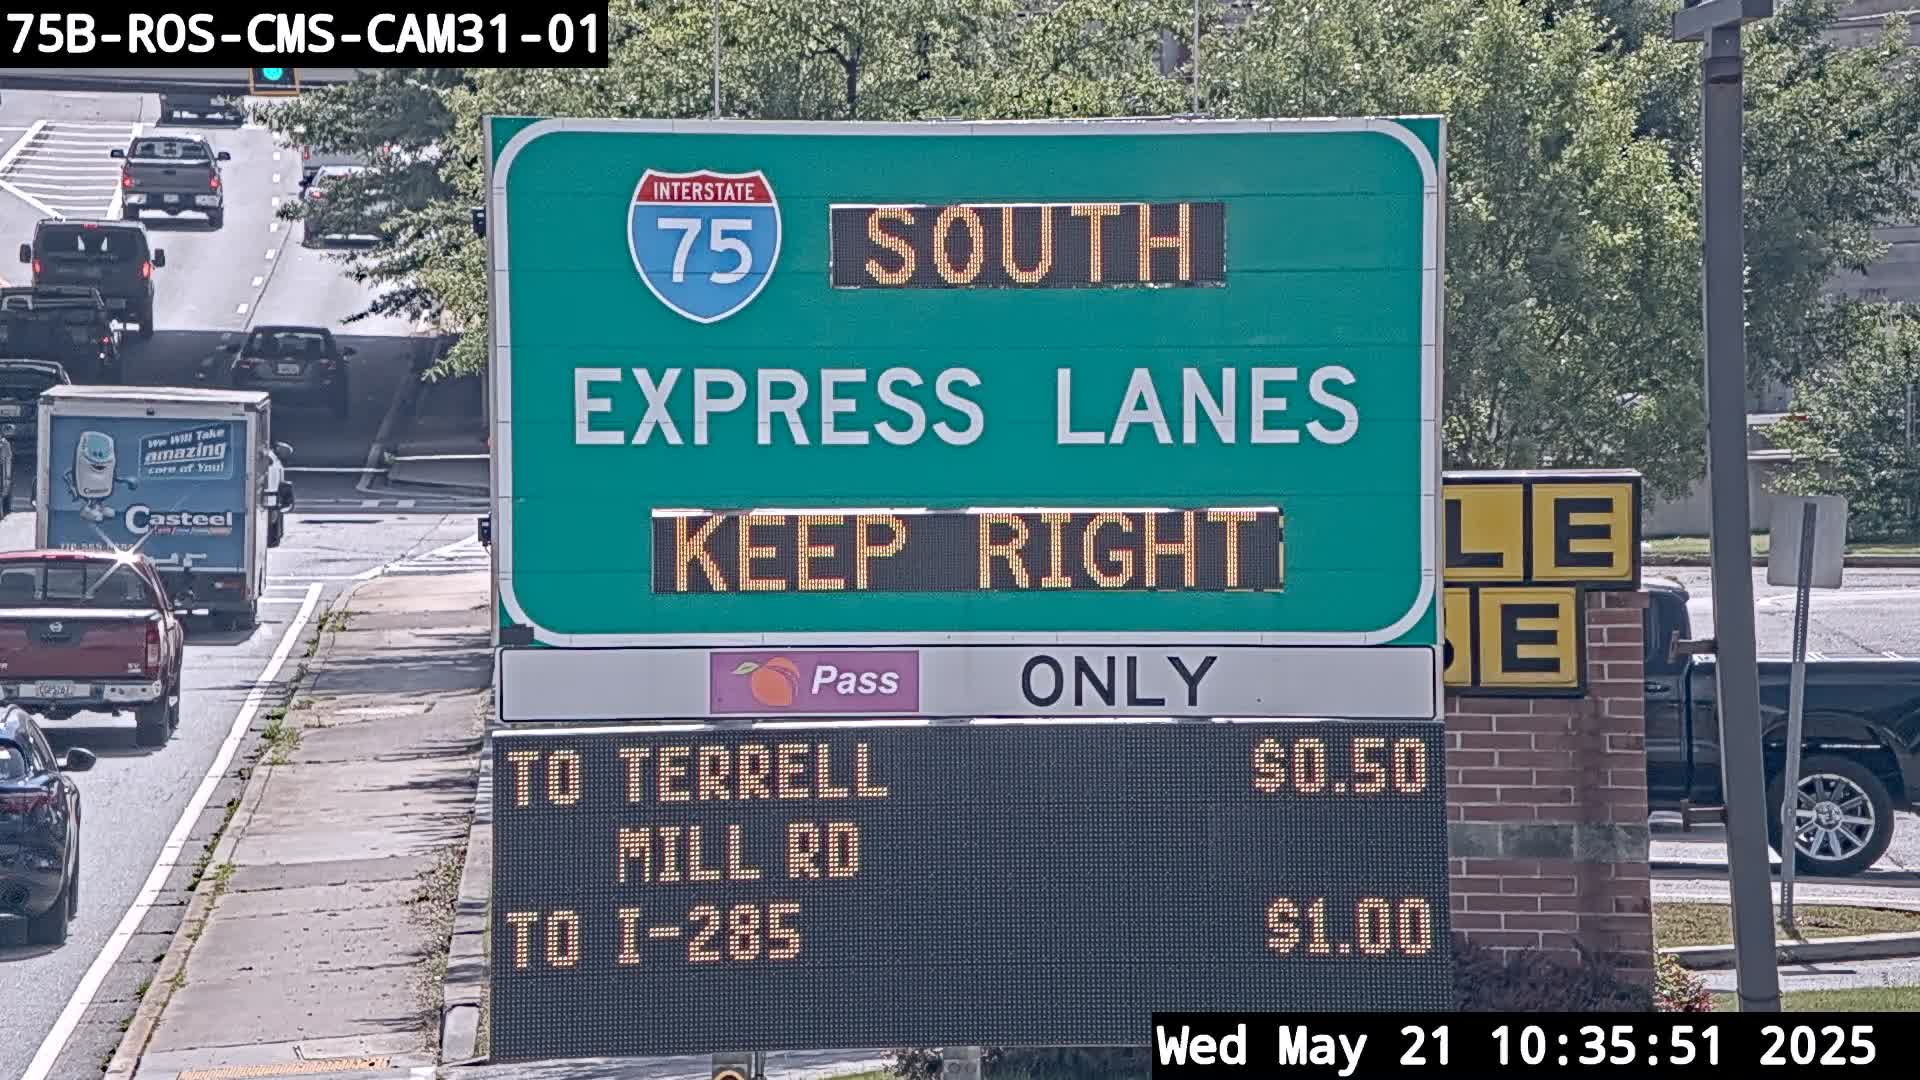 75B-ROS-CMS-CAM31-01
INTERSTATE
75
SOUTH
EXPRESS LANES
KEEP RIGHT
Pass ONLY
TO TERRELL $0.50
MILL RD
TO I-285 $1.00
We Will Take
amazing
care of You!
Casteel
LE
E
Wed May 21 10:35:51 2025